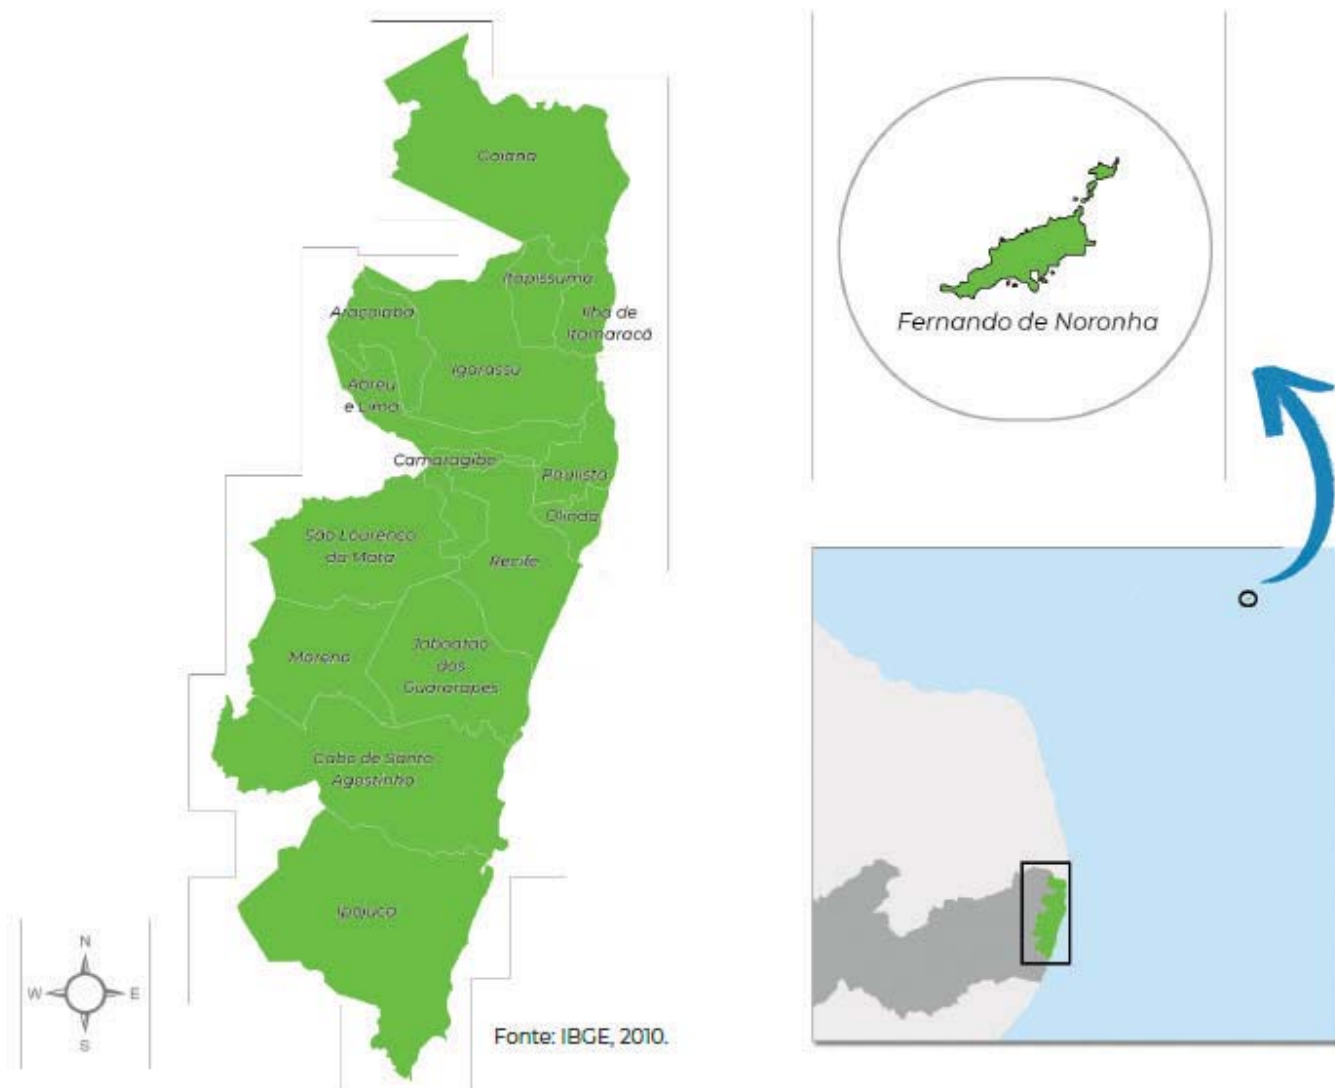 Goiana
Itapissuma
Araçoiaba
Ilha de
Itamaracá
Igarassu
Abreu
e Lima
Camaragibe
Paulista
Olinda
São Lourenço
da Mata
Recife
Moreno
Jaboatão
dos
Guararapes
Cabo de Santo
Agostinho
Ipojuca
N
W
E
S
Fonte: IBGE, 2010.
Fernando de Noronha